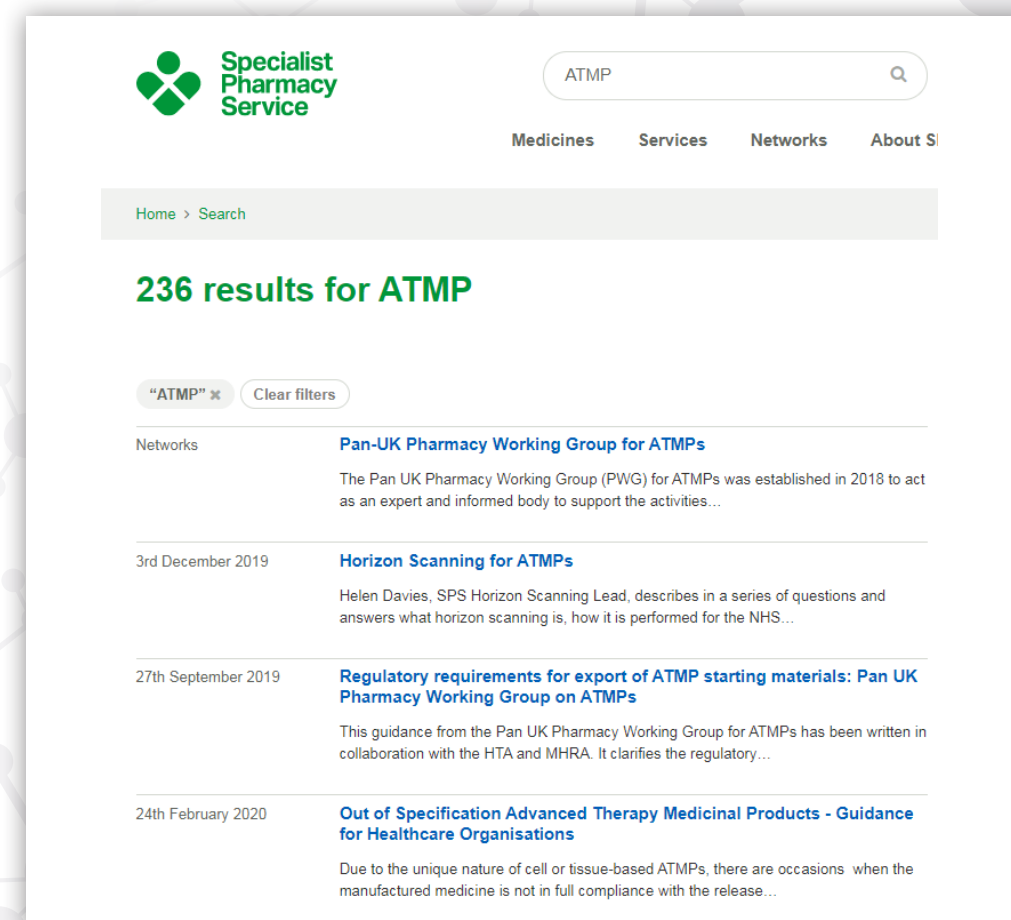 Specialist
Pharmacy
Service
ATMP
Medicines Services Networks About
Home > Search
236 results for ATMP
“ATMP” × Clear filters
Networks
Pan-UK Pharmacy Working Group for ATMPs
The Pan UK Pharmacy Working Group (PWG) for ATMPs was established in 2018 to act
as an expert and informed body to support the activities…
3rd December 2019
Horizon Scanning for ATMPs
Helen Davies, SPS Horizon Scanning Lead, describes in a series of questions and
answers what horizon scanning is, how it is performed for the NHS…
27th September 2019
Regulatory requirements for export of ATMP starting materials: Pan UK
Pharmacy Working Group on ATMPs
This guidance from the Pan UK Pharmacy Working Group for ATMPs has been written in
collaboration with the HTA and MHRA. It clarifies the regulatory…
24th February 2020
Out of Specification Advanced Therapy Medicinal Products - Guidance
for Healthcare Organisations
Due to the unique nature of cell or tissue-based ATMPs, there are occasions when the
manufactured medicine is not in full compliance with the release…